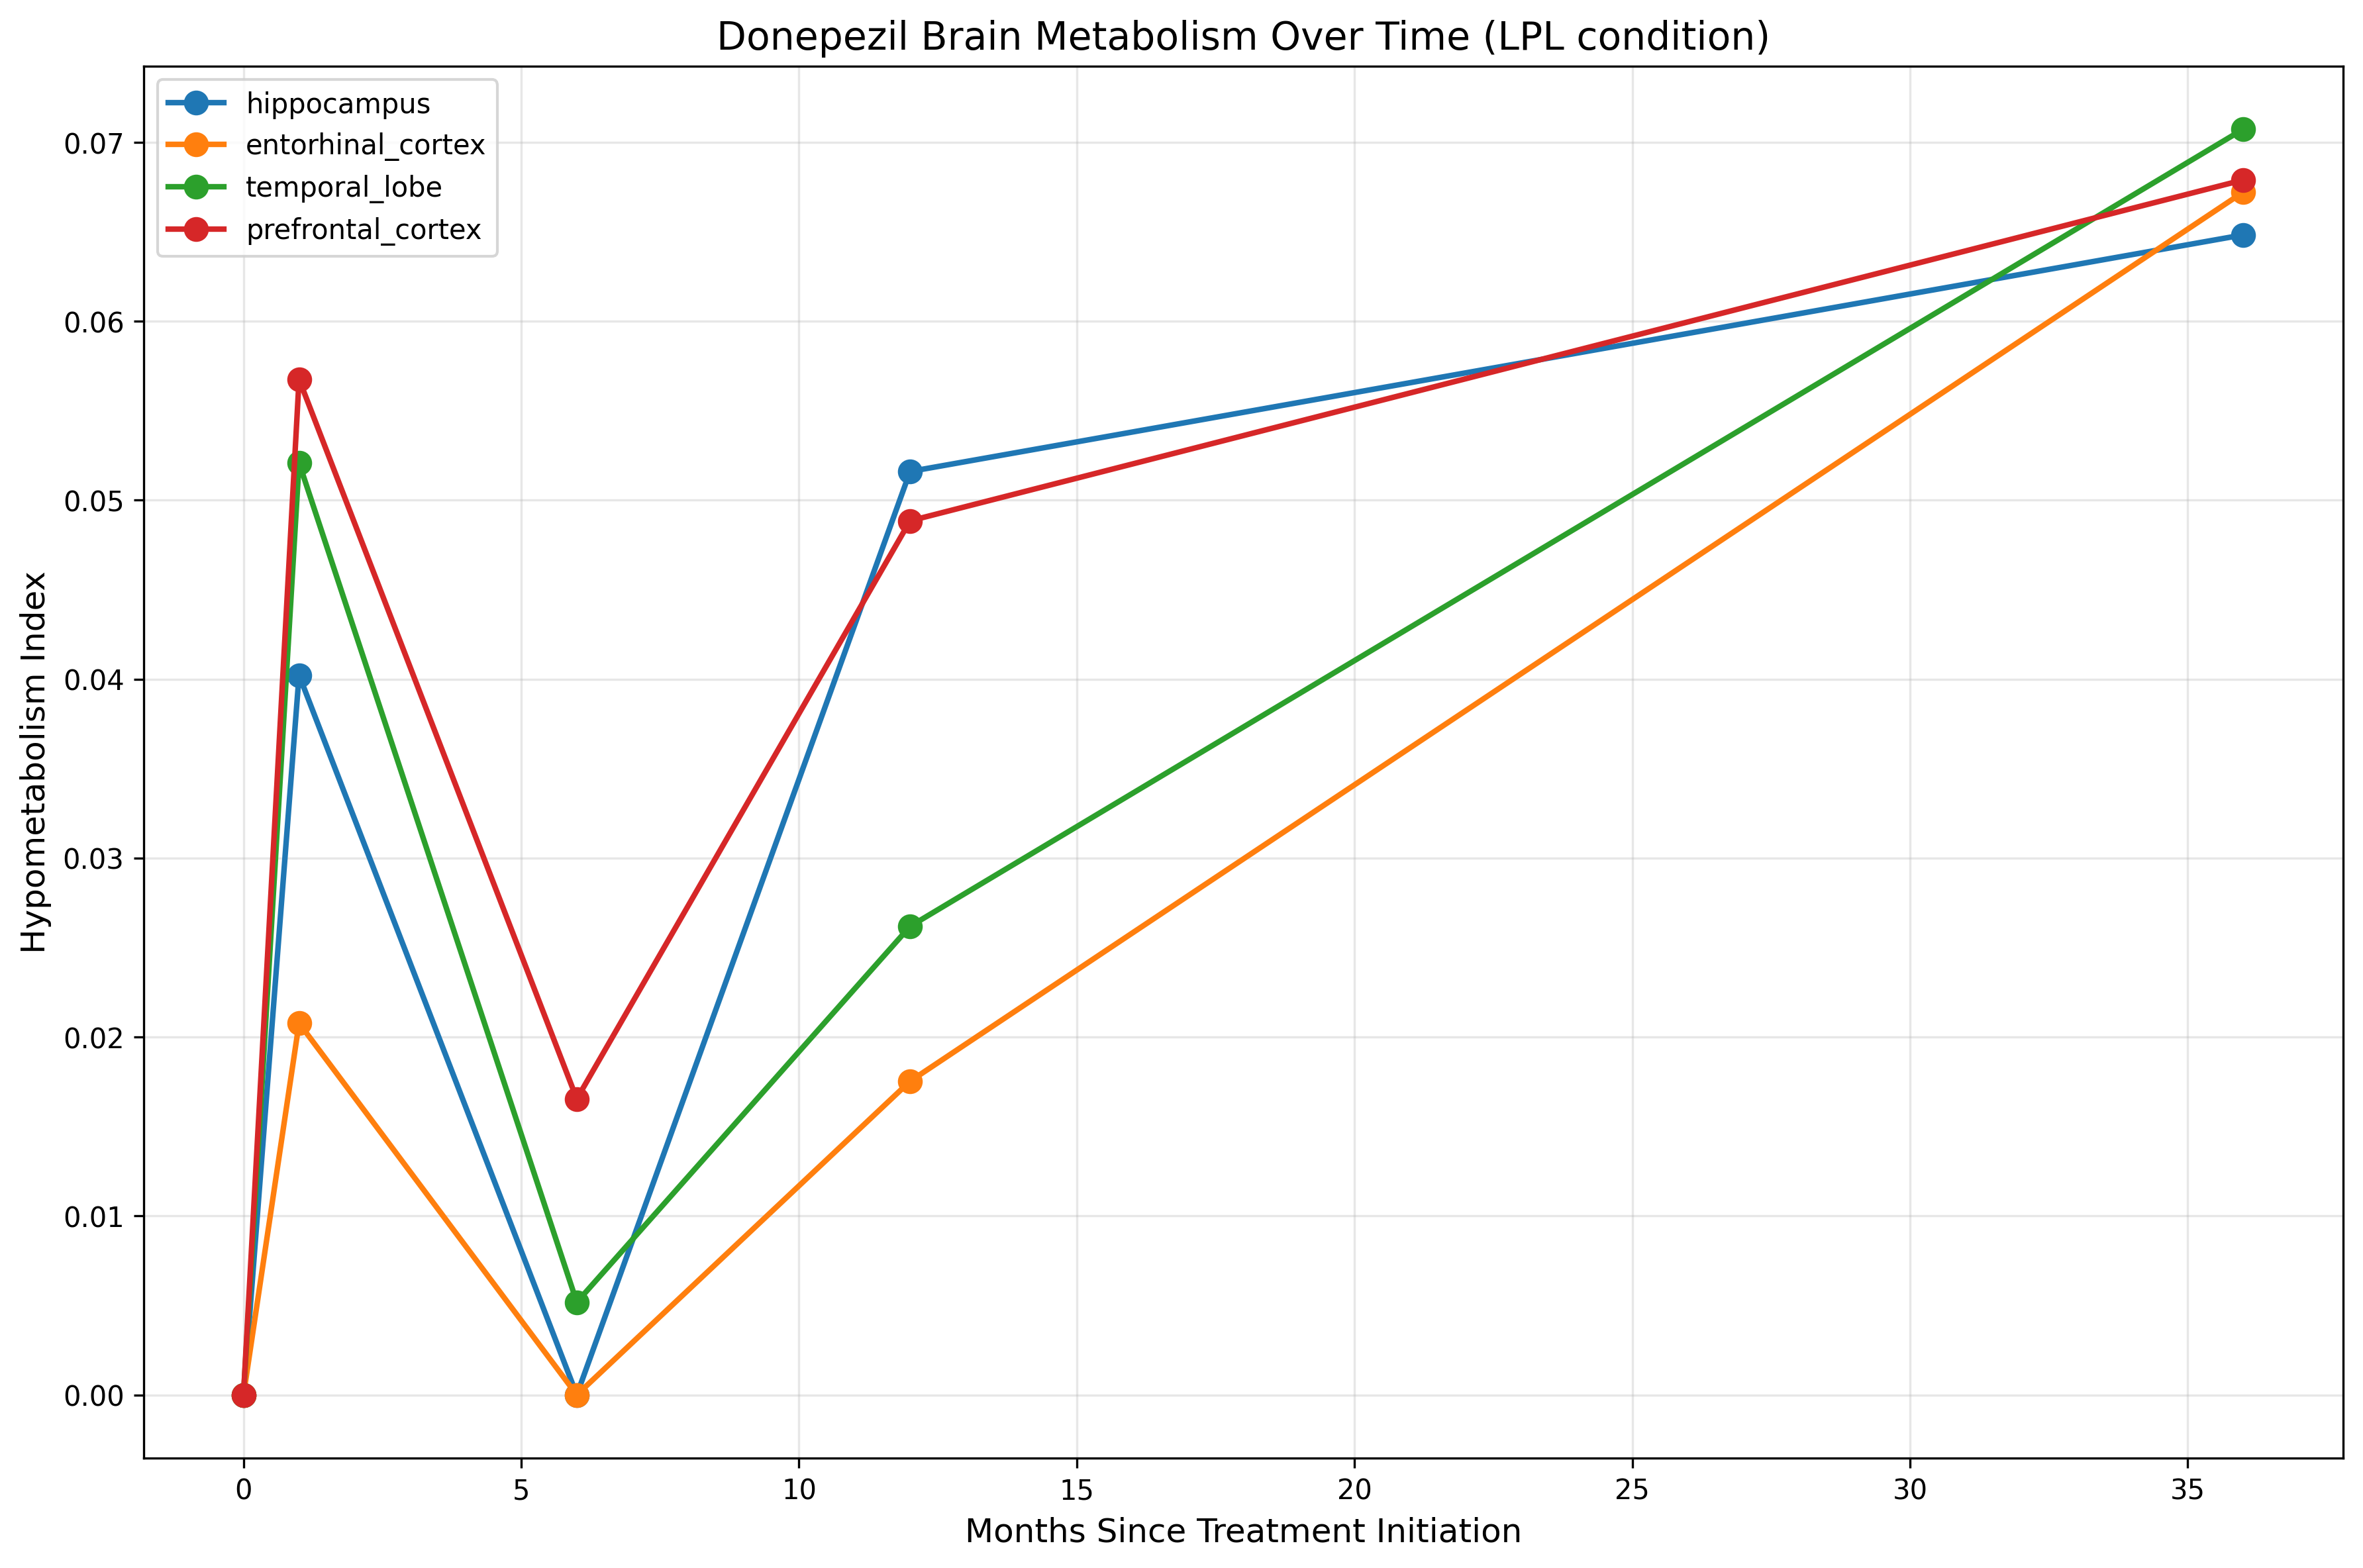 Donepezil Brain Metabolism Over Time (LPL condition)
hippocampus
entorhinal_cortex
temporal_lobe
prefrontal_cortex
0.07
0.06
0.05
0.04
0.03
0.02
0.01
0.00
Hypometabolism Index
0 5 10 15 20 25 30 35
Months Since Treatment Initiation